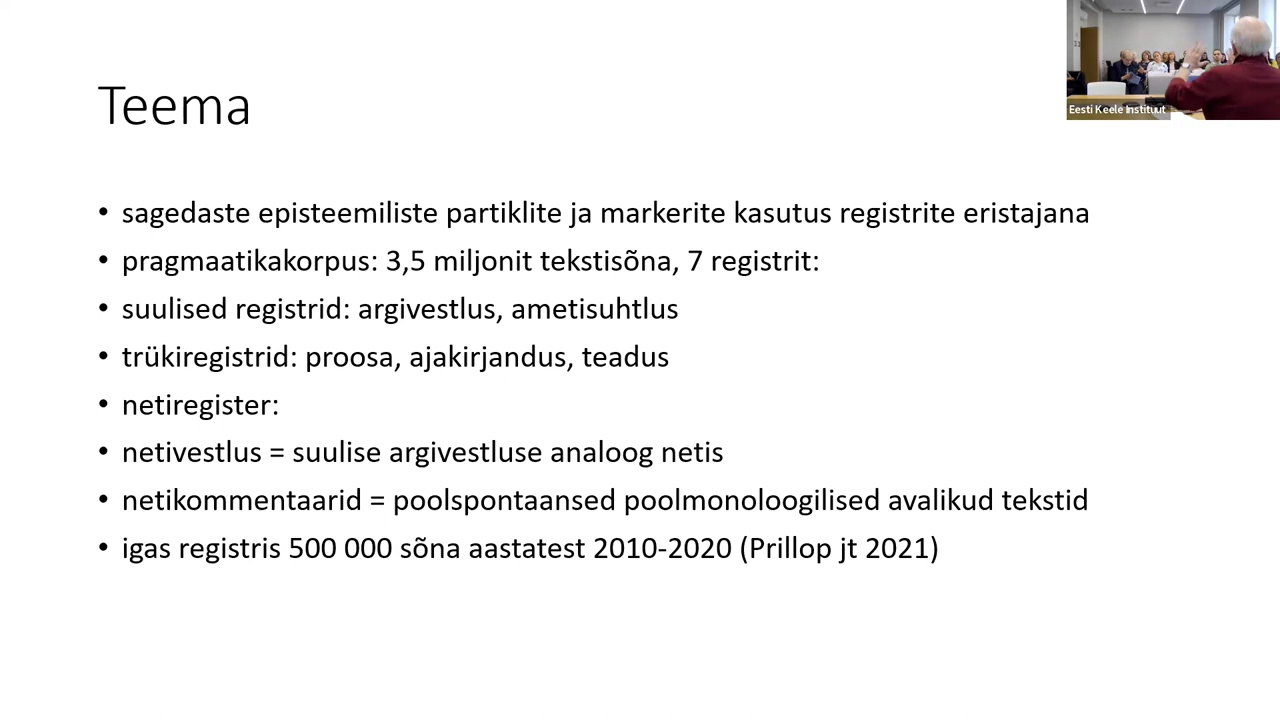 Eesti Keele Instituut
Teema
• sagedaste episteemiliste partiklite ja markerite kasutus registrite eristajana
• pragmaatikakorpus: 3,5 miljonit tekstisõna, 7 registrit:
• suulised registrid: argivestlus, ametisuhtlus
• trükiregistrid: proosa, ajakirjandus, teadus
• netiregister:
• netivestlus = suulise argivestluse analoog netis
• netikommentaarid = poolspontaansed poolmonoloogilised avalikud tekstid
• igas registris 500 000 sõna aastatest 2010-2020 (Prillop jt 2021)